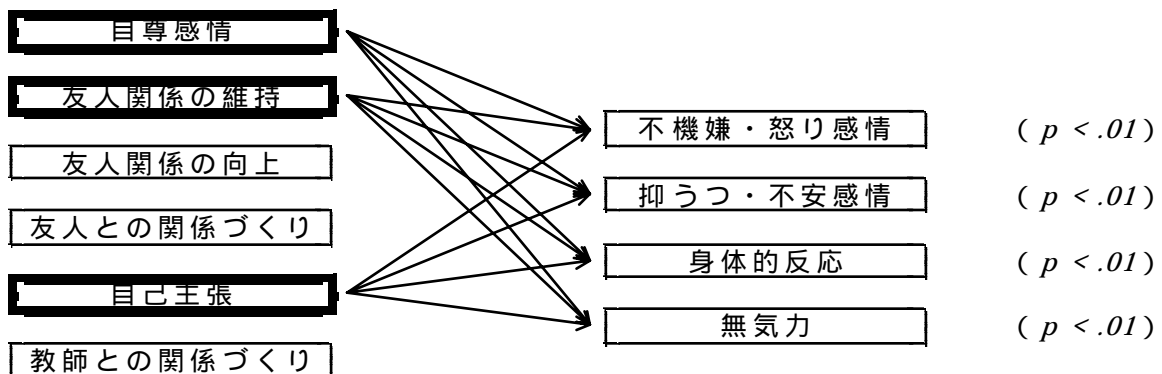 自尊感情
友人関係の維持
友人関係の向上
友人との関係づくり
自己主張
教師との関係づくり
不機嫌・怒り感情 (p <.01)
抑うつ・不安感情 (p <.01)
身体的反応 (p <.01)
無気力 (p <.01)